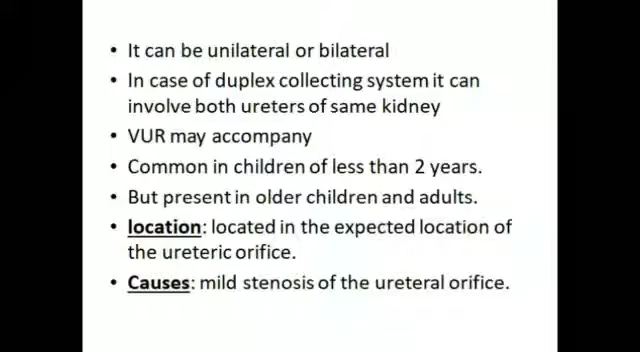 • It can be unilateral or bilateral
• In case of duplex collecting system it can
involve both ureters of same kidney
• VUR may accompany
• Common in children of less than 2 years.
• But present in older children and adults.
• location: located in the expected location of
the ureteric orifice.
• Causes: mild stenosis of the ureteral orifice.